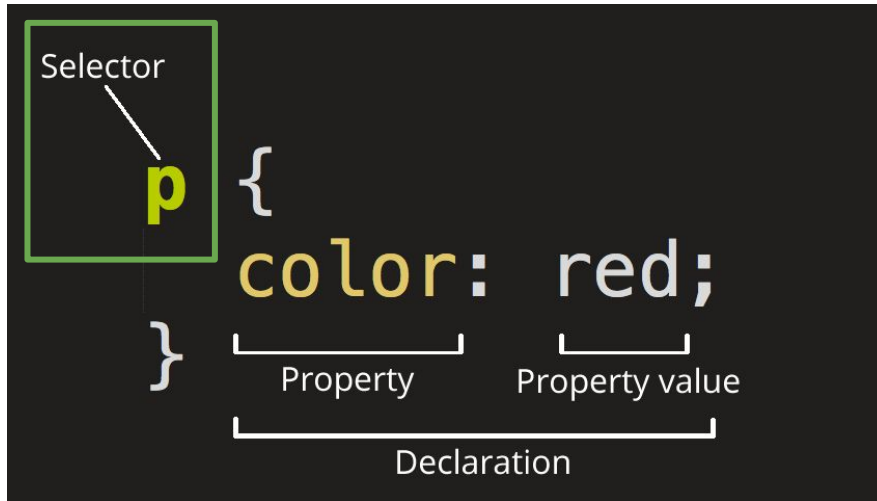 Selector
p {
color: red;
}
Property
Property value
Declaration